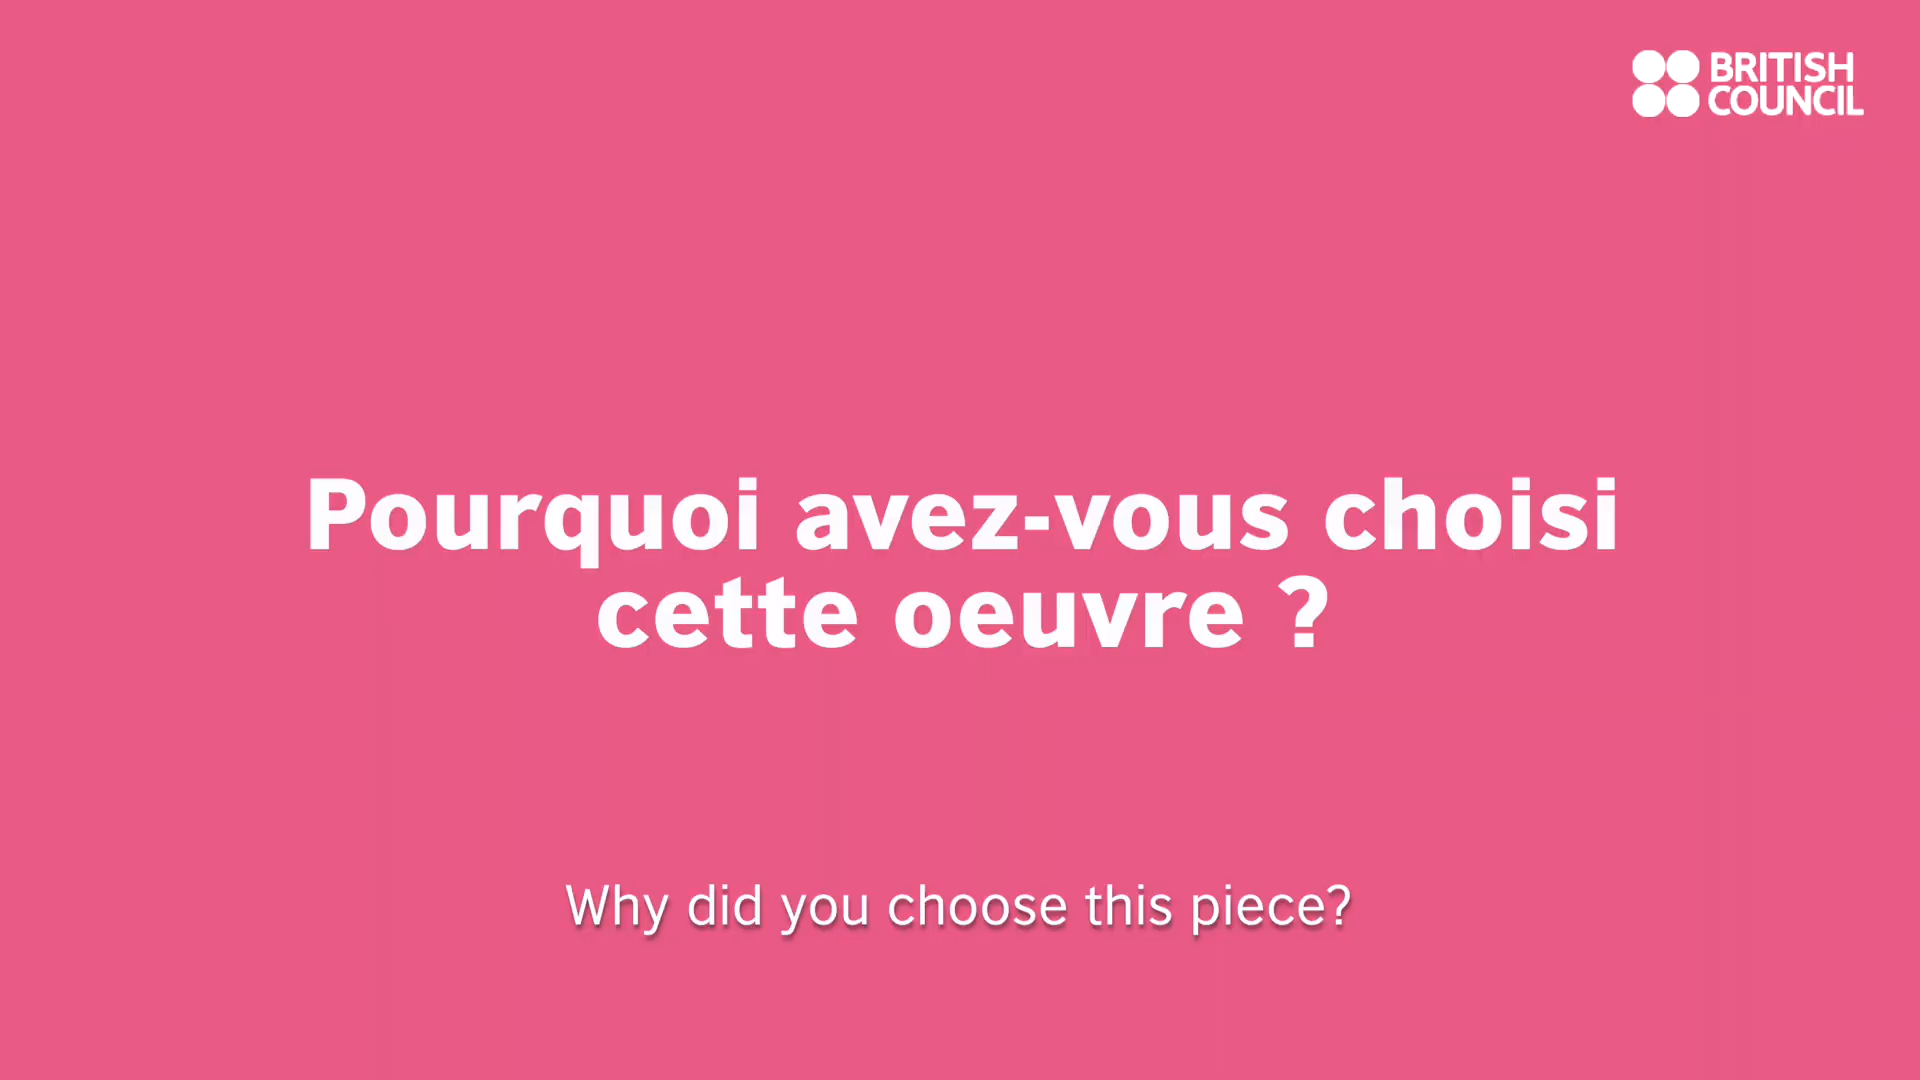 BRITISH
COUNCIL
Pourquoi avez-vous choisi
cette oeuvre ?
Why did you choose this piece?